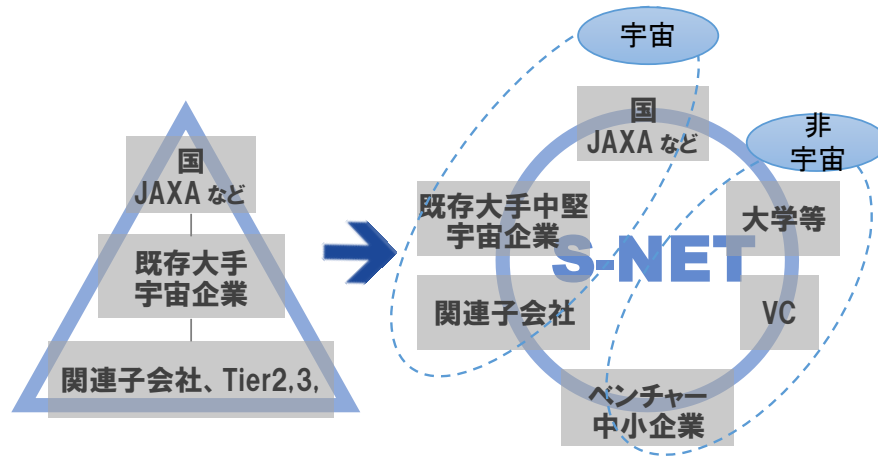 国
JAXA など
既存大手
宇宙企業
関連子会社、Tier2,3,
宇宙
国
JAXA など
非
宇宙
既存大手中堅
宇宙企業
大学等
S-NET
関連子会社
VC
ベンチャー
中小企業